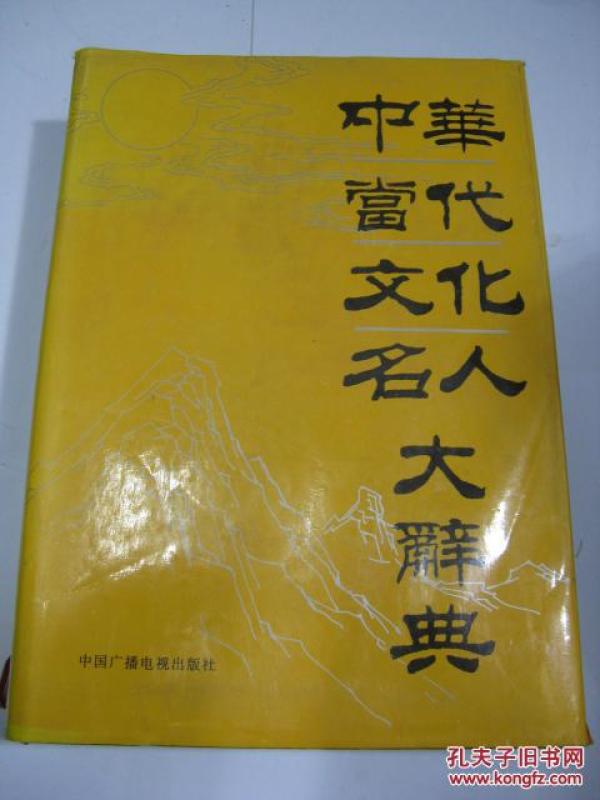 中華
當代
文化
名人
大
辭
典
中国广播电视出版社
孔夫子旧书网
www.kongfz.com